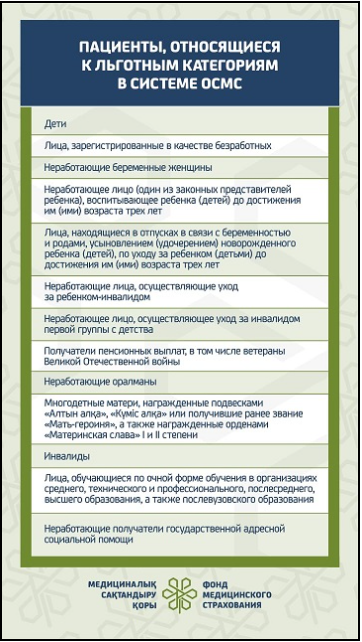 ПАЦИЕНТЫ, ОТНОСЯЩИЕСЯ
К ЛЬГОТНЫМ КАТЕГОРИЯМ
В СИСТЕМЕ ОСМС
Дети
Лица, зарегистрированные в качестве безработных
Неработающие беременные женщины
Неработающее лицо (один из законных представителей
ребенка), воспитывающее ребенка (детей) до достижения
им (ими) возраста трех лет
Лица, находящиеся в отпусках в связи с беременностью
и родами, усыновлением (удочерением) новорожденного
ребенка (детей), по уходу за ребенком (детьми) до
достижения им (ими) возраста трех лет
Неработающие лица, осуществляющие уход
за ребенком-инвалидом
Неработающее лицо, осуществляющее уход за инвалидом
первой группы с детства
Получатели пенсионных выплат, в том числе ветераны
Великой Отечественной войны
Неработающие оралманы
Многодетные матери, награжденные подвесками
«Алтын алқа», «Күміс алқа» или получившие ранее звание
«Мать-героиня», а также награжденные орденами
«Материнская слава» I и II степени
Инвалиды
Лица, обучающиеся по очной форме обучения в организациях
среднего, технического и профессионального, послесреднего,
высшего образования, а также послевузовского образования
Неработающие получатели государственной адресной
социальной помощи
МЕДИЦИНАЛЫҚ
САҚТАНДЫРУ
ҚОРЫ
ФОНД
МЕДИЦИНСКОГО
СТРАХОВАНИЯ